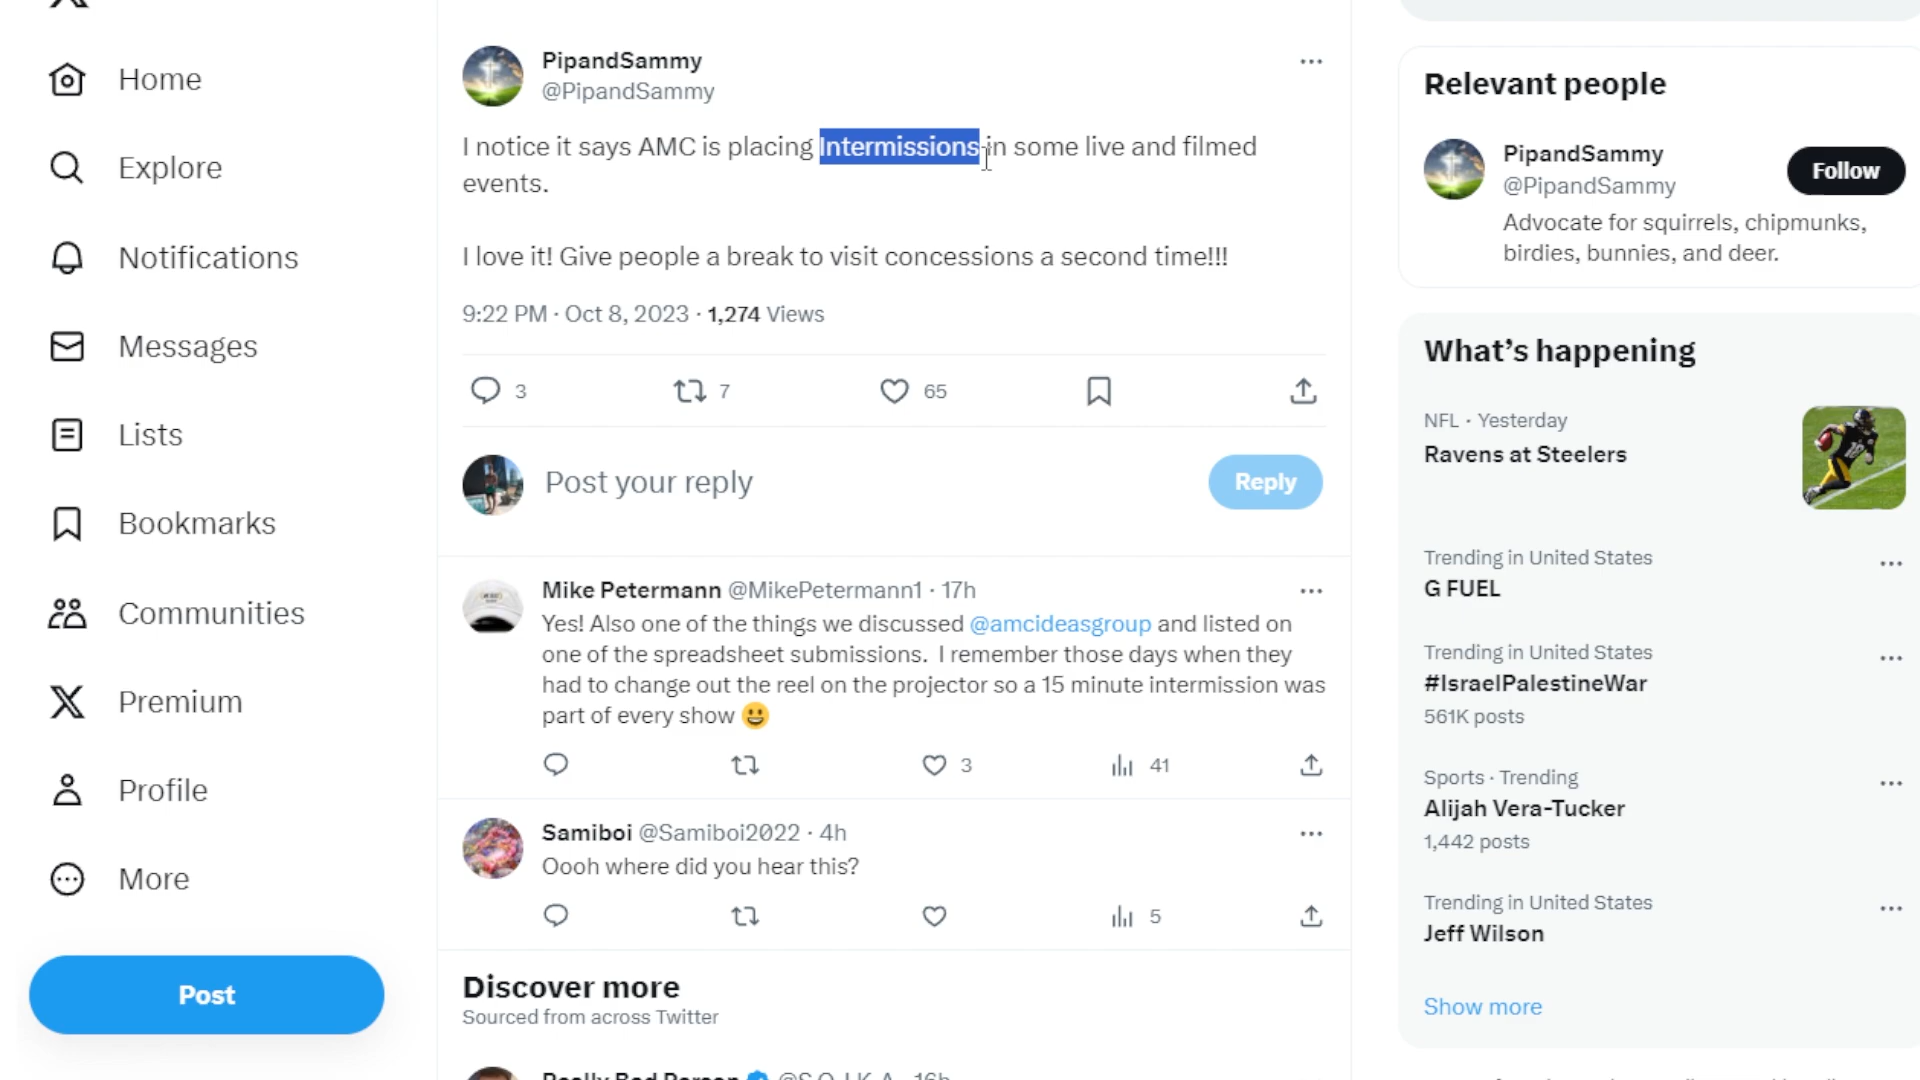 Home
Explore
Notifications
Messages
Lists
Bookmarks
Communities
Premium
Profile
More
Post
PipandSammy
@PipandSammy
I notice it says AMC is placing Intermissions in some live and filmed
events.
I love it! Give people a break to visit concessions a second time!!!
9:22 PM · Oct 8, 2023 · 1,274 Views
3
7
65
Post your reply
Reply
Mike Petermann @MikePetermann1 · 17h
Yes! Also one of the things we discussed @amcideasgroup and listed on
one of the spreadsheet submissions. I remember those days when they
had to change out the reel on the projector so a 15 minute intermission was
part of every show 😀
3
41
Samiboi @Samiboi2022 · 4h
Oooh where did you hear this?
5
Discover more
Sourced from across Twitter
Relevant people
PipandSammy
@PipandSammy
Follow
Advocate for squirrels, chipmunks,
birdies, bunnies, and deer.
What's happening
NFL · Yesterday
Ravens at Steelers
Trending in United States
G FUEL
Trending in United States
#IsraelPalestineWar
561K posts
Sports · Trending
Alijah Vera-Tucker
1,442 posts
Trending in United States
Jeff Wilson
Show more